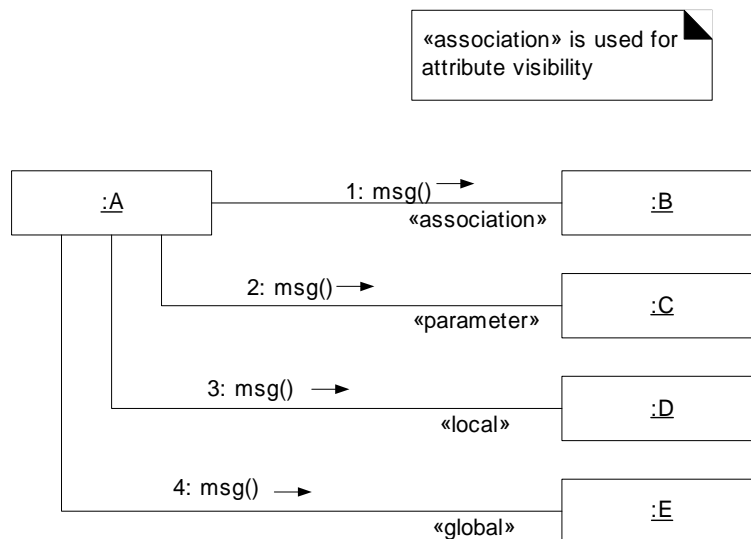 «association» is used for
attribute visibility
:A
1: msg()
«association»
:B
2: msg()
«parameter»
:C
3: msg()
«local»
:D
4: msg()
«global»
:E